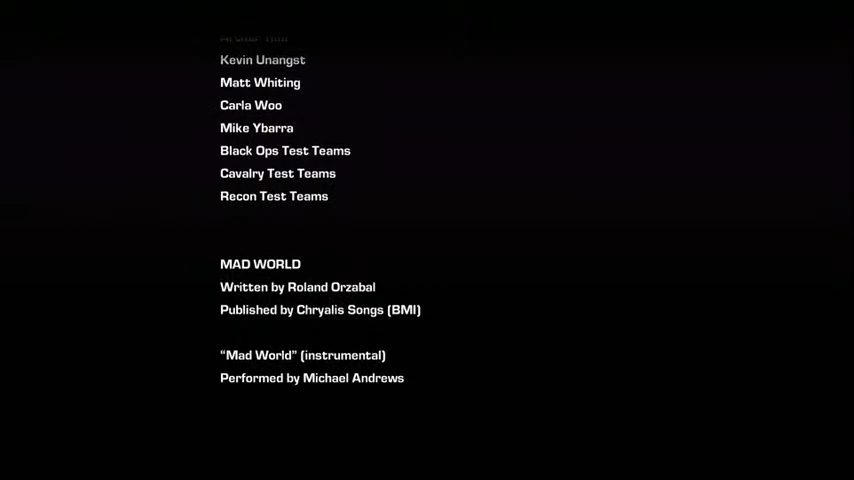 Kevin Unangst
Matt Whiting
Carla Woo
Mike Ybarra
Black Ops Test Teams
Cavalry Test Teams
Recon Test Teams
MAD WORLD
Written by Roland Orzabal
Published by Chryalis Songs (BMI)
“Mad World” (instrumental)
Performed by Michael Andrews